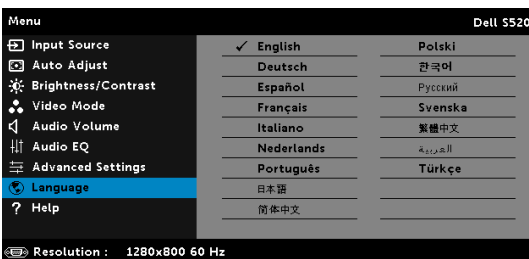 Menu
Dell S520
Input Source
Auto Adjust
Brightness/Contrast
Video Mode
Audio Volume
Audio EQ
Advanced Settings
Language
Help
✓ English
Deutsch
Español
Français
Italiano
Nederlands
Português
日本語
简体中文
Polski
한국어
Русский
Svenska
繁體中文
العربية
Türkçe
Resolution : 1280x800 60 Hz